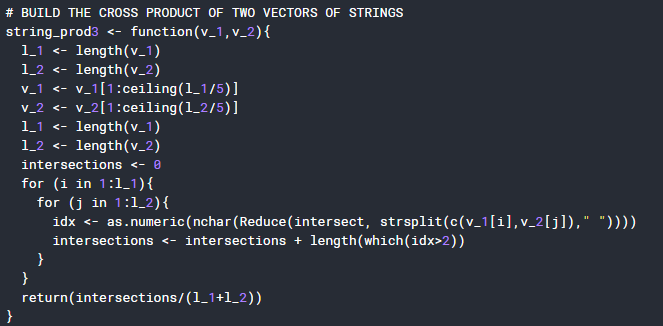 # BUILD THE CROSS PRODUCT OF TWO VECTORS OF STRINGS
string_prod3 <- function(v_1,v_2){
  l_1 <- length(v_1)
  l_2 <- length(v_2)
  v_1 <- v_1[1:ceiling(l_1/5)]
  v_2 <- v_2[1:ceiling(l_2/5)]
  l_1 <- length(v_1)
  l_2 <- length(v_2)
  intersections <- 0
  for (i in 1:l_1){
    for (j in 1:l_2){
      idx <- as.numeric(nchar(Reduce(intersect, strsplit(c(v_1[i],v_2[j])," "))))
      intersections <- intersections + length(which(idx>2))
    }
  }
  return(intersections/(l_1+l_2))
}